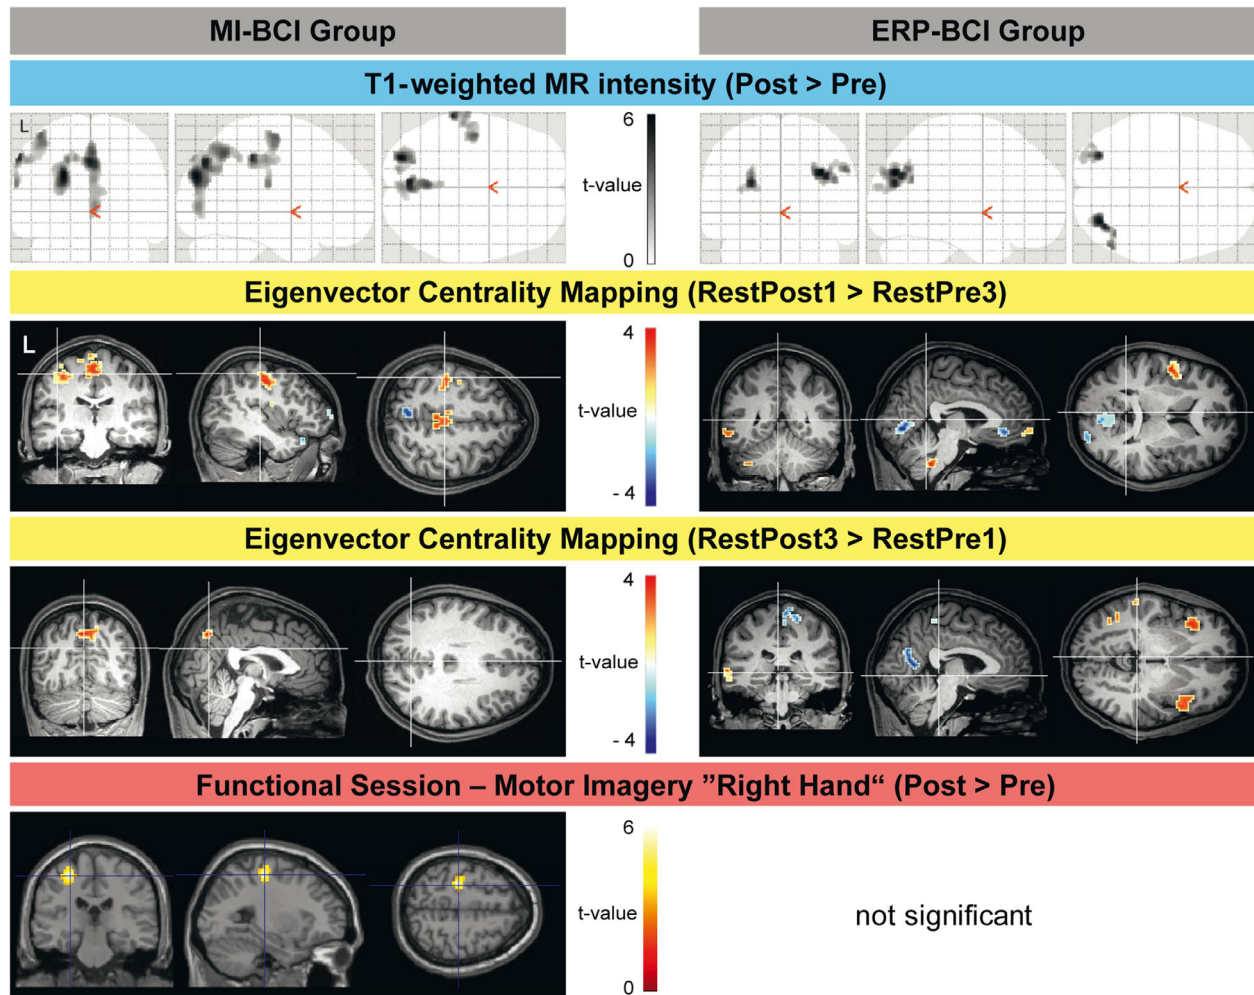 MI-BCI Group
ERP-BCI Group
T1-weighted MR intensity (Post > Pre)
L
6
t-value
0
Eigenvector Centrality Mapping (RestPost1 > RestPre3)
L
4
t-value
- 4
Eigenvector Centrality Mapping (RestPost3 > RestPre1)
4
t-value
- 4
Functional Session – Motor Imagery ”Right Hand“ (Post > Pre)
6
t-value
0
not significant